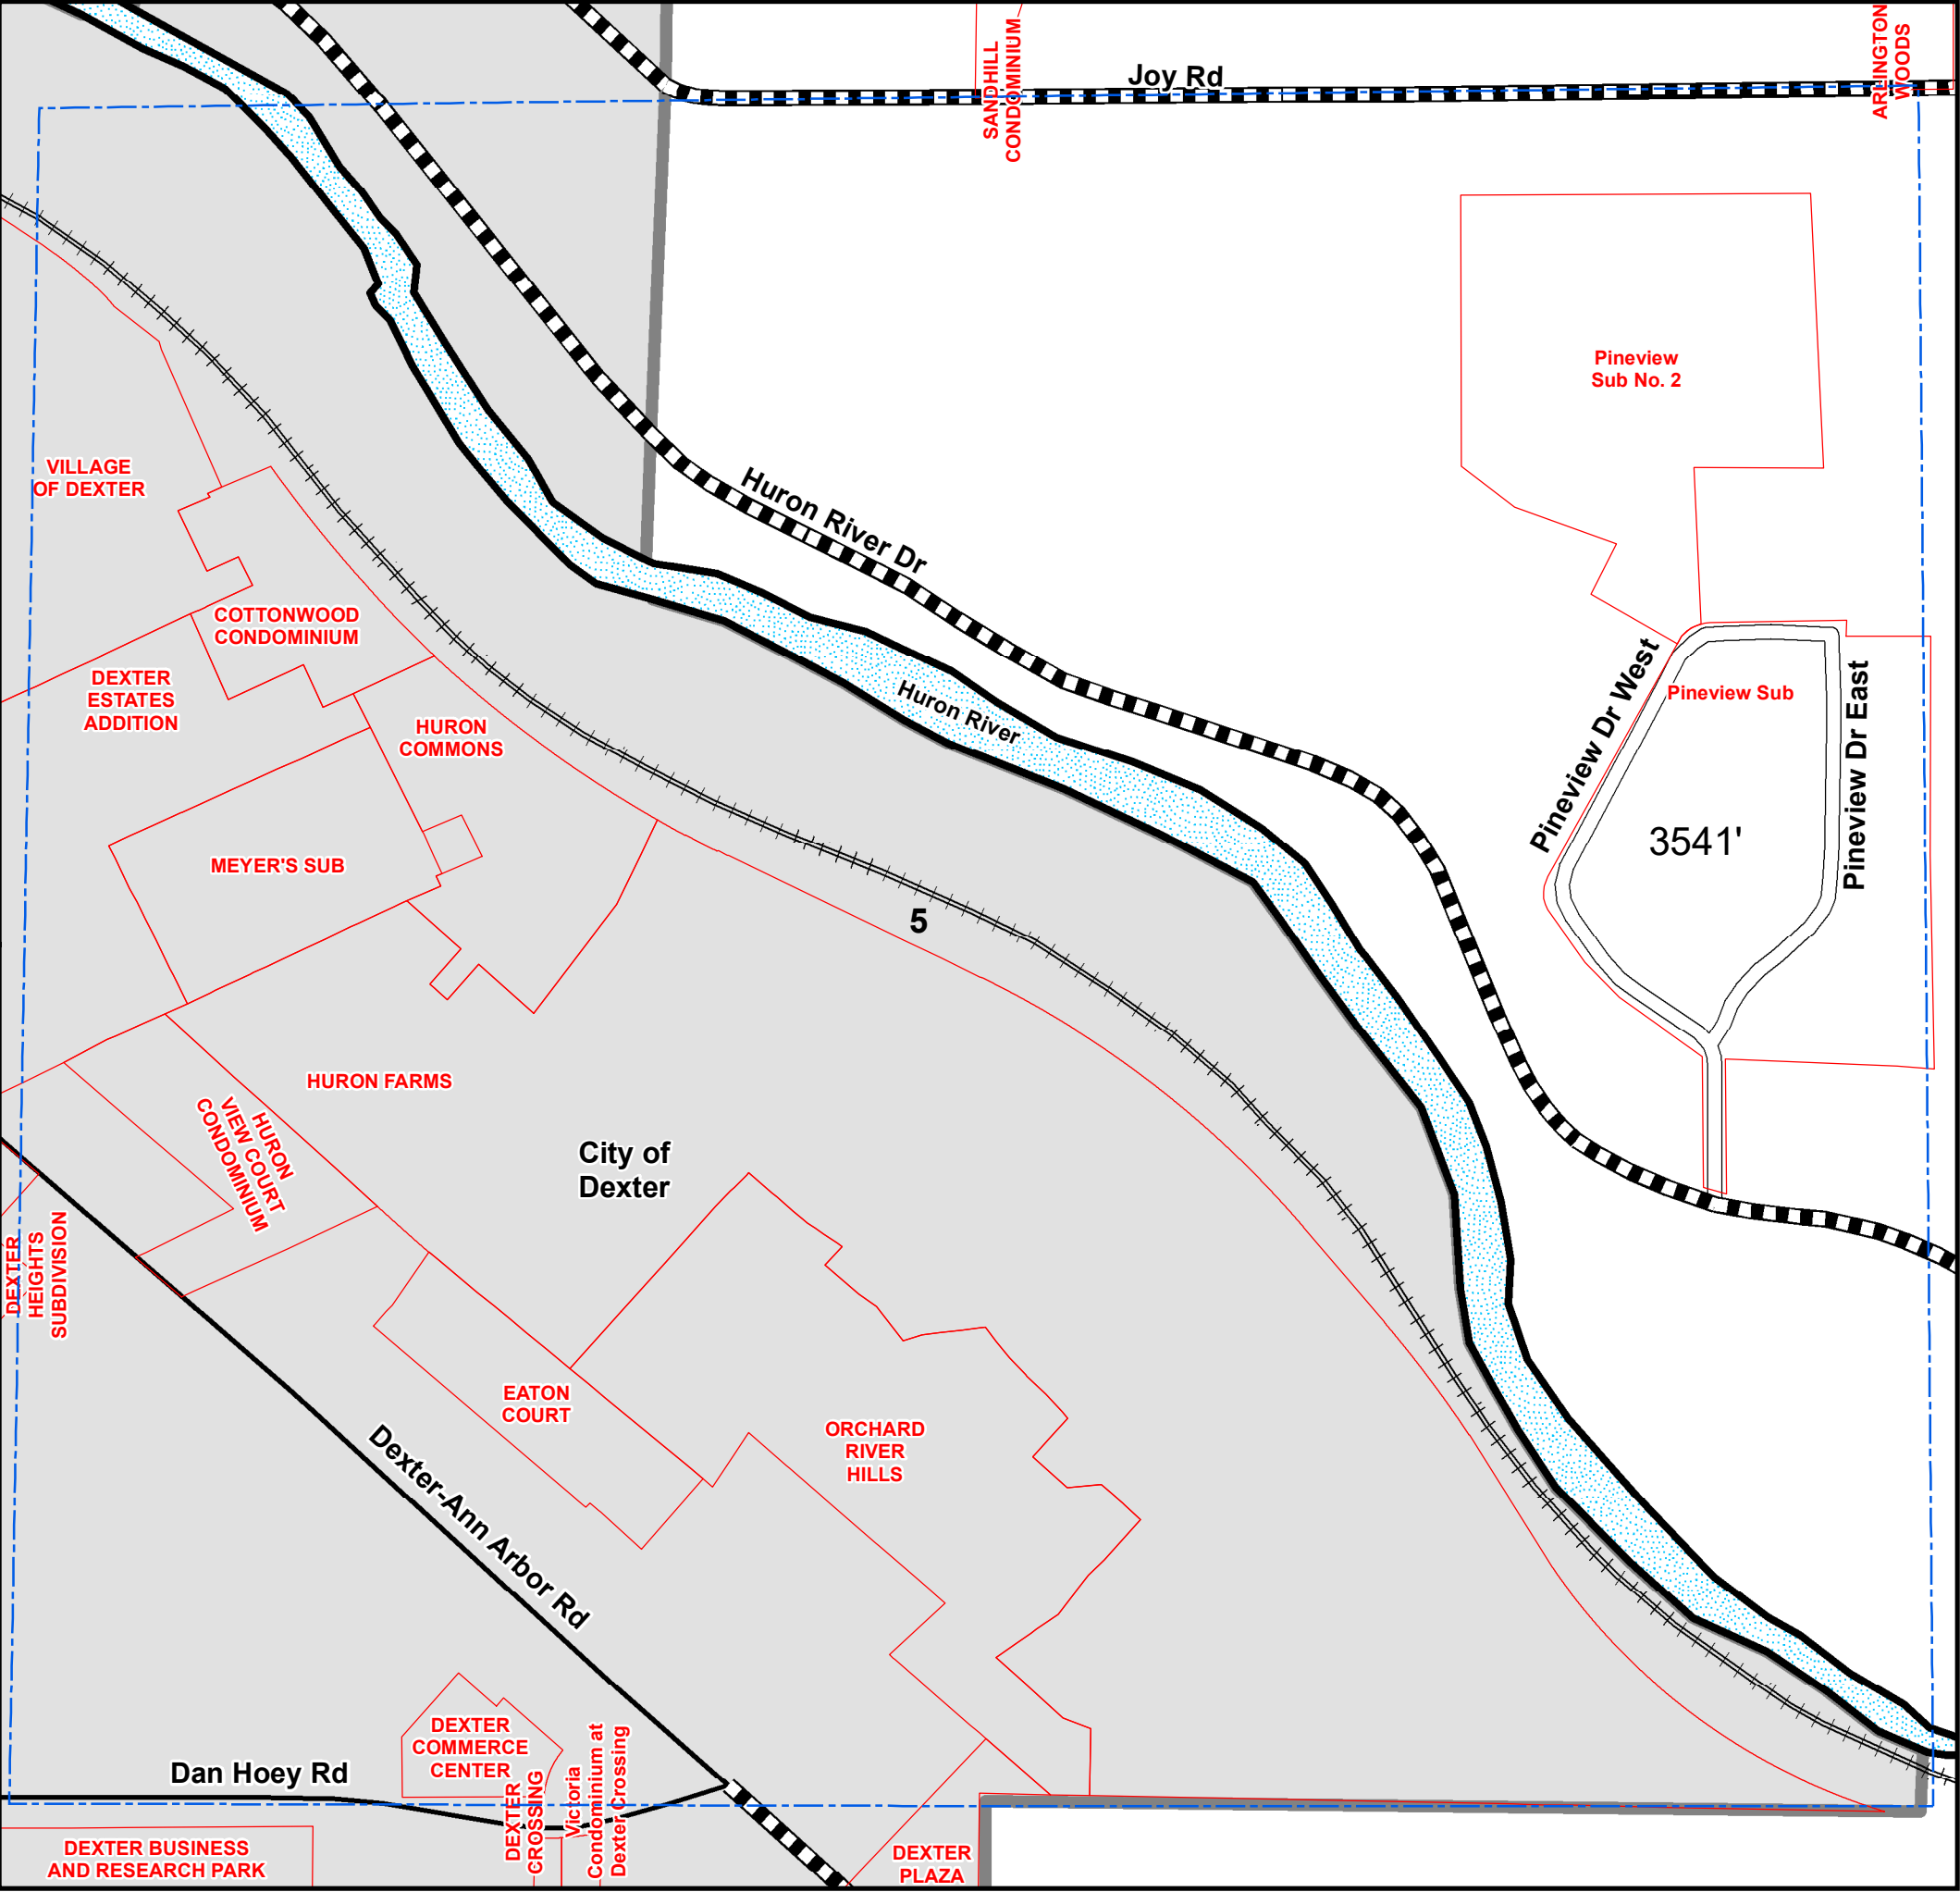 Joy Rd
SANDHILL
CONDOMINIUM
ARLINGTON
WOODS
Pineview
Sub No. 2
VILLAGE
OF DEXTER
Huron River Dr
COTTONWOOD
CONDOMINIUM
DEXTER
ESTATES
ADDITION
HURON
COMMONS
Huron River
Pineview Dr West
Pineview Sub
Pineview Dr East
3541'
MEYER'S SUB
5
HURON FARMS
HURON
VIEW COURT
CONDOMINIUM
City of
Dexter
DEXTER
HEIGHTS
SUBDIVISION
EATON
COURT
ORCHARD
RIVER
HILLS
Dexter-Ann Arbor Rd
DEXTER
COMMERCE
CENTER
Dan Hoey Rd
DEXTER
CROSSING
Victoria
Condominium at
Dexter Crossing
DEXTER BUSINESS
AND RESEARCH PARK
DEXTER
PLAZA